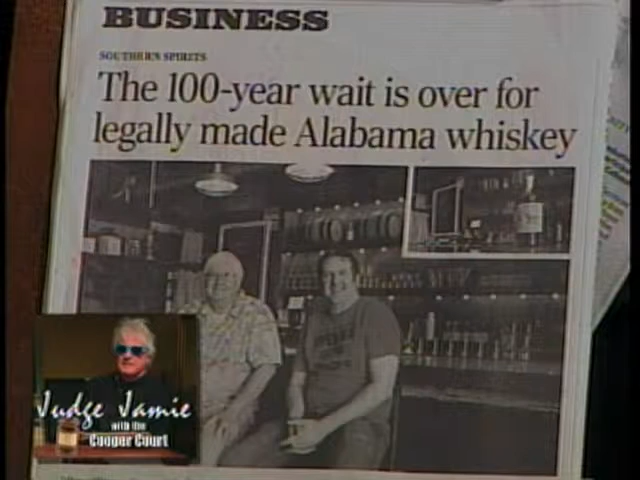 BUSINESS
SOUTHERN SPIRITS
The 100-year wait is over for
legally made Alabama whiskey
Judge Jamie
with the
Cooper Court